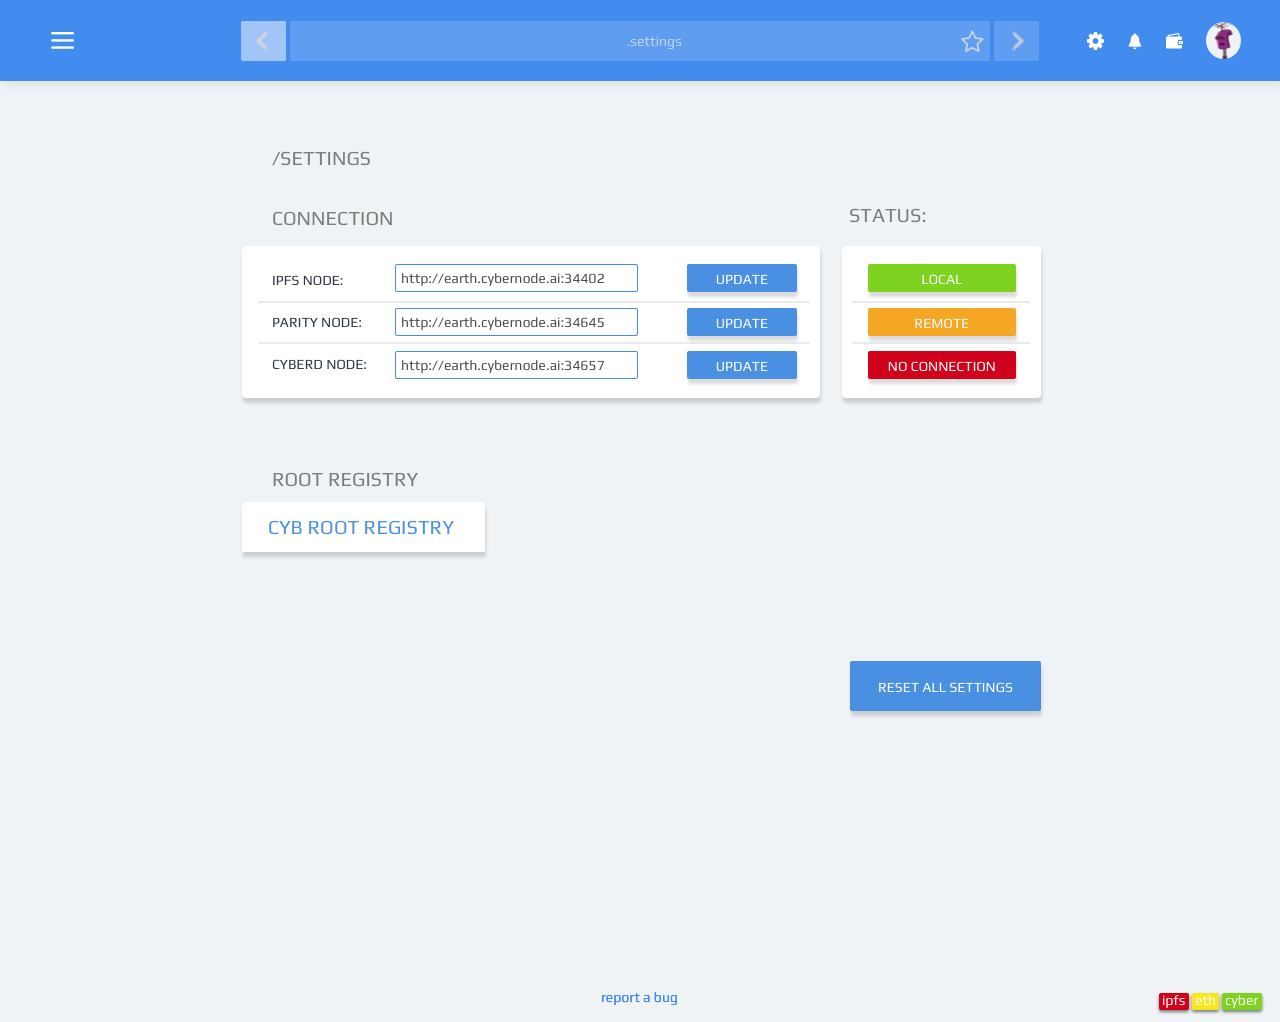 .settings
/SETTINGS
CONNECTION
STATUS:
IPFS NODE: http://earth.cybernode.ai:34402 UPDATE LOCAL
PARITY NODE: http://earth.cybernode.ai:34645 UPDATE REMOTE
CYBERD NODE: http://earth.cybernode.ai:34657 UPDATE NO CONNECTION
ROOT REGISTRY
CYB ROOT REGISTRY
RESET ALL SETTINGS
report a bug
ipfs eth cyber